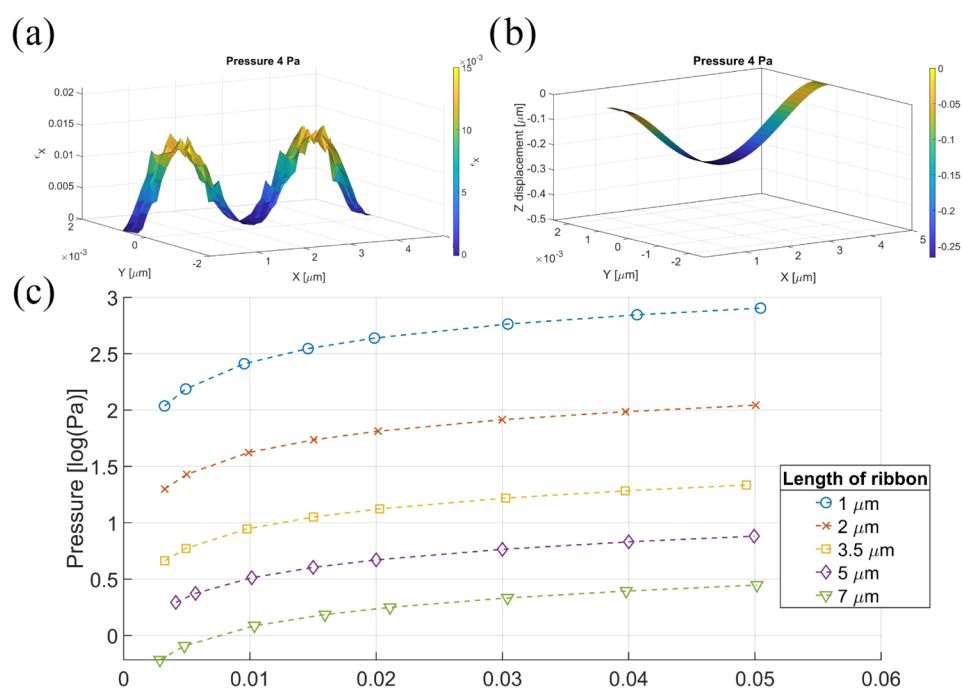 (a)
Pressure 4 Pa
×10⁻³
15
10
5
0
ϵX
0.02
0.015
0.01
0.005
0
ϵX
2
0
-2
×10⁻³
Y [μm]
1
2
3
4
5
X [μm]
(b)
Pressure 4 Pa
0
-0.1
-0.2
-0.3
-0.4
-0.5
Z displacement [μm]
2
1
0
-1
-2
×10⁻³
Y [μm]
1
2
3
4
5
X [μm]
0
-0.05
-0.1
-0.15
-0.2
-0.25
(c)
3
2.5
2
1.5
1
0.5
0
Pressure [log(Pa)]
0
0.01
0.02
0.03
0.04
0.05
0.06
Length of ribbon
1 μm
2 μm
3.5 μm
5 μm
7 μm